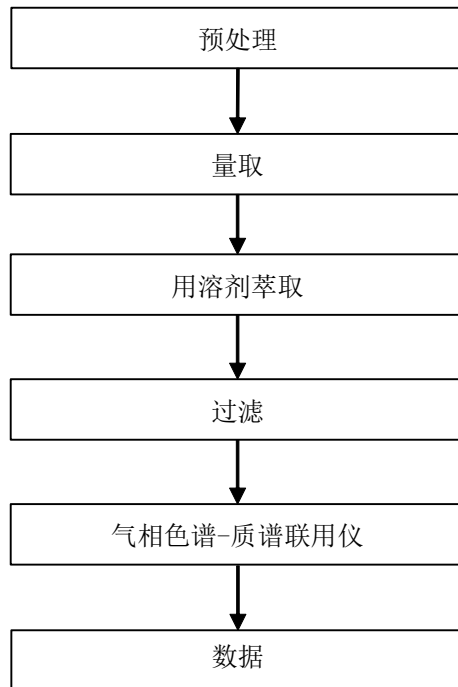 预处理
量取
用溶剂萃取
过滤
气相色谱-质谱联用仪
数据